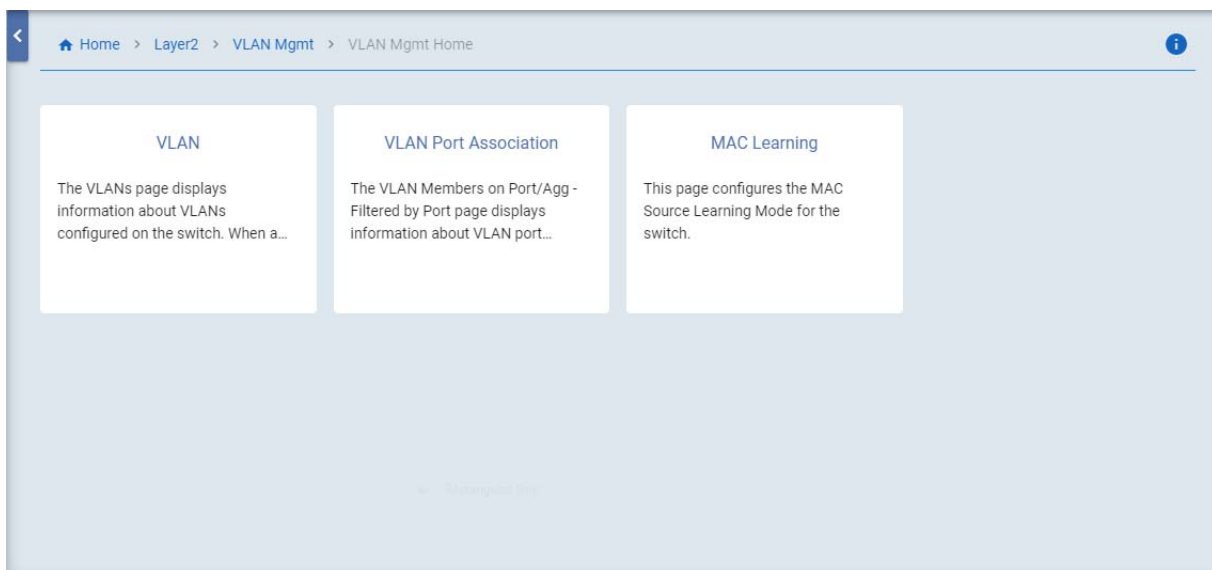 Home > Layer2 > VLAN Mgmt > VLAN Mgmt Home
VLAN
The VLANs page displays
information about VLANs
configured on the switch. When a...
VLAN Port Association
The VLAN Members on Port/Agg -
Filtered by Port page displays
information about VLAN port...
MAC Learning
This page configures the MAC
Source Learning Mode for the
switch.
Rectangular Snip